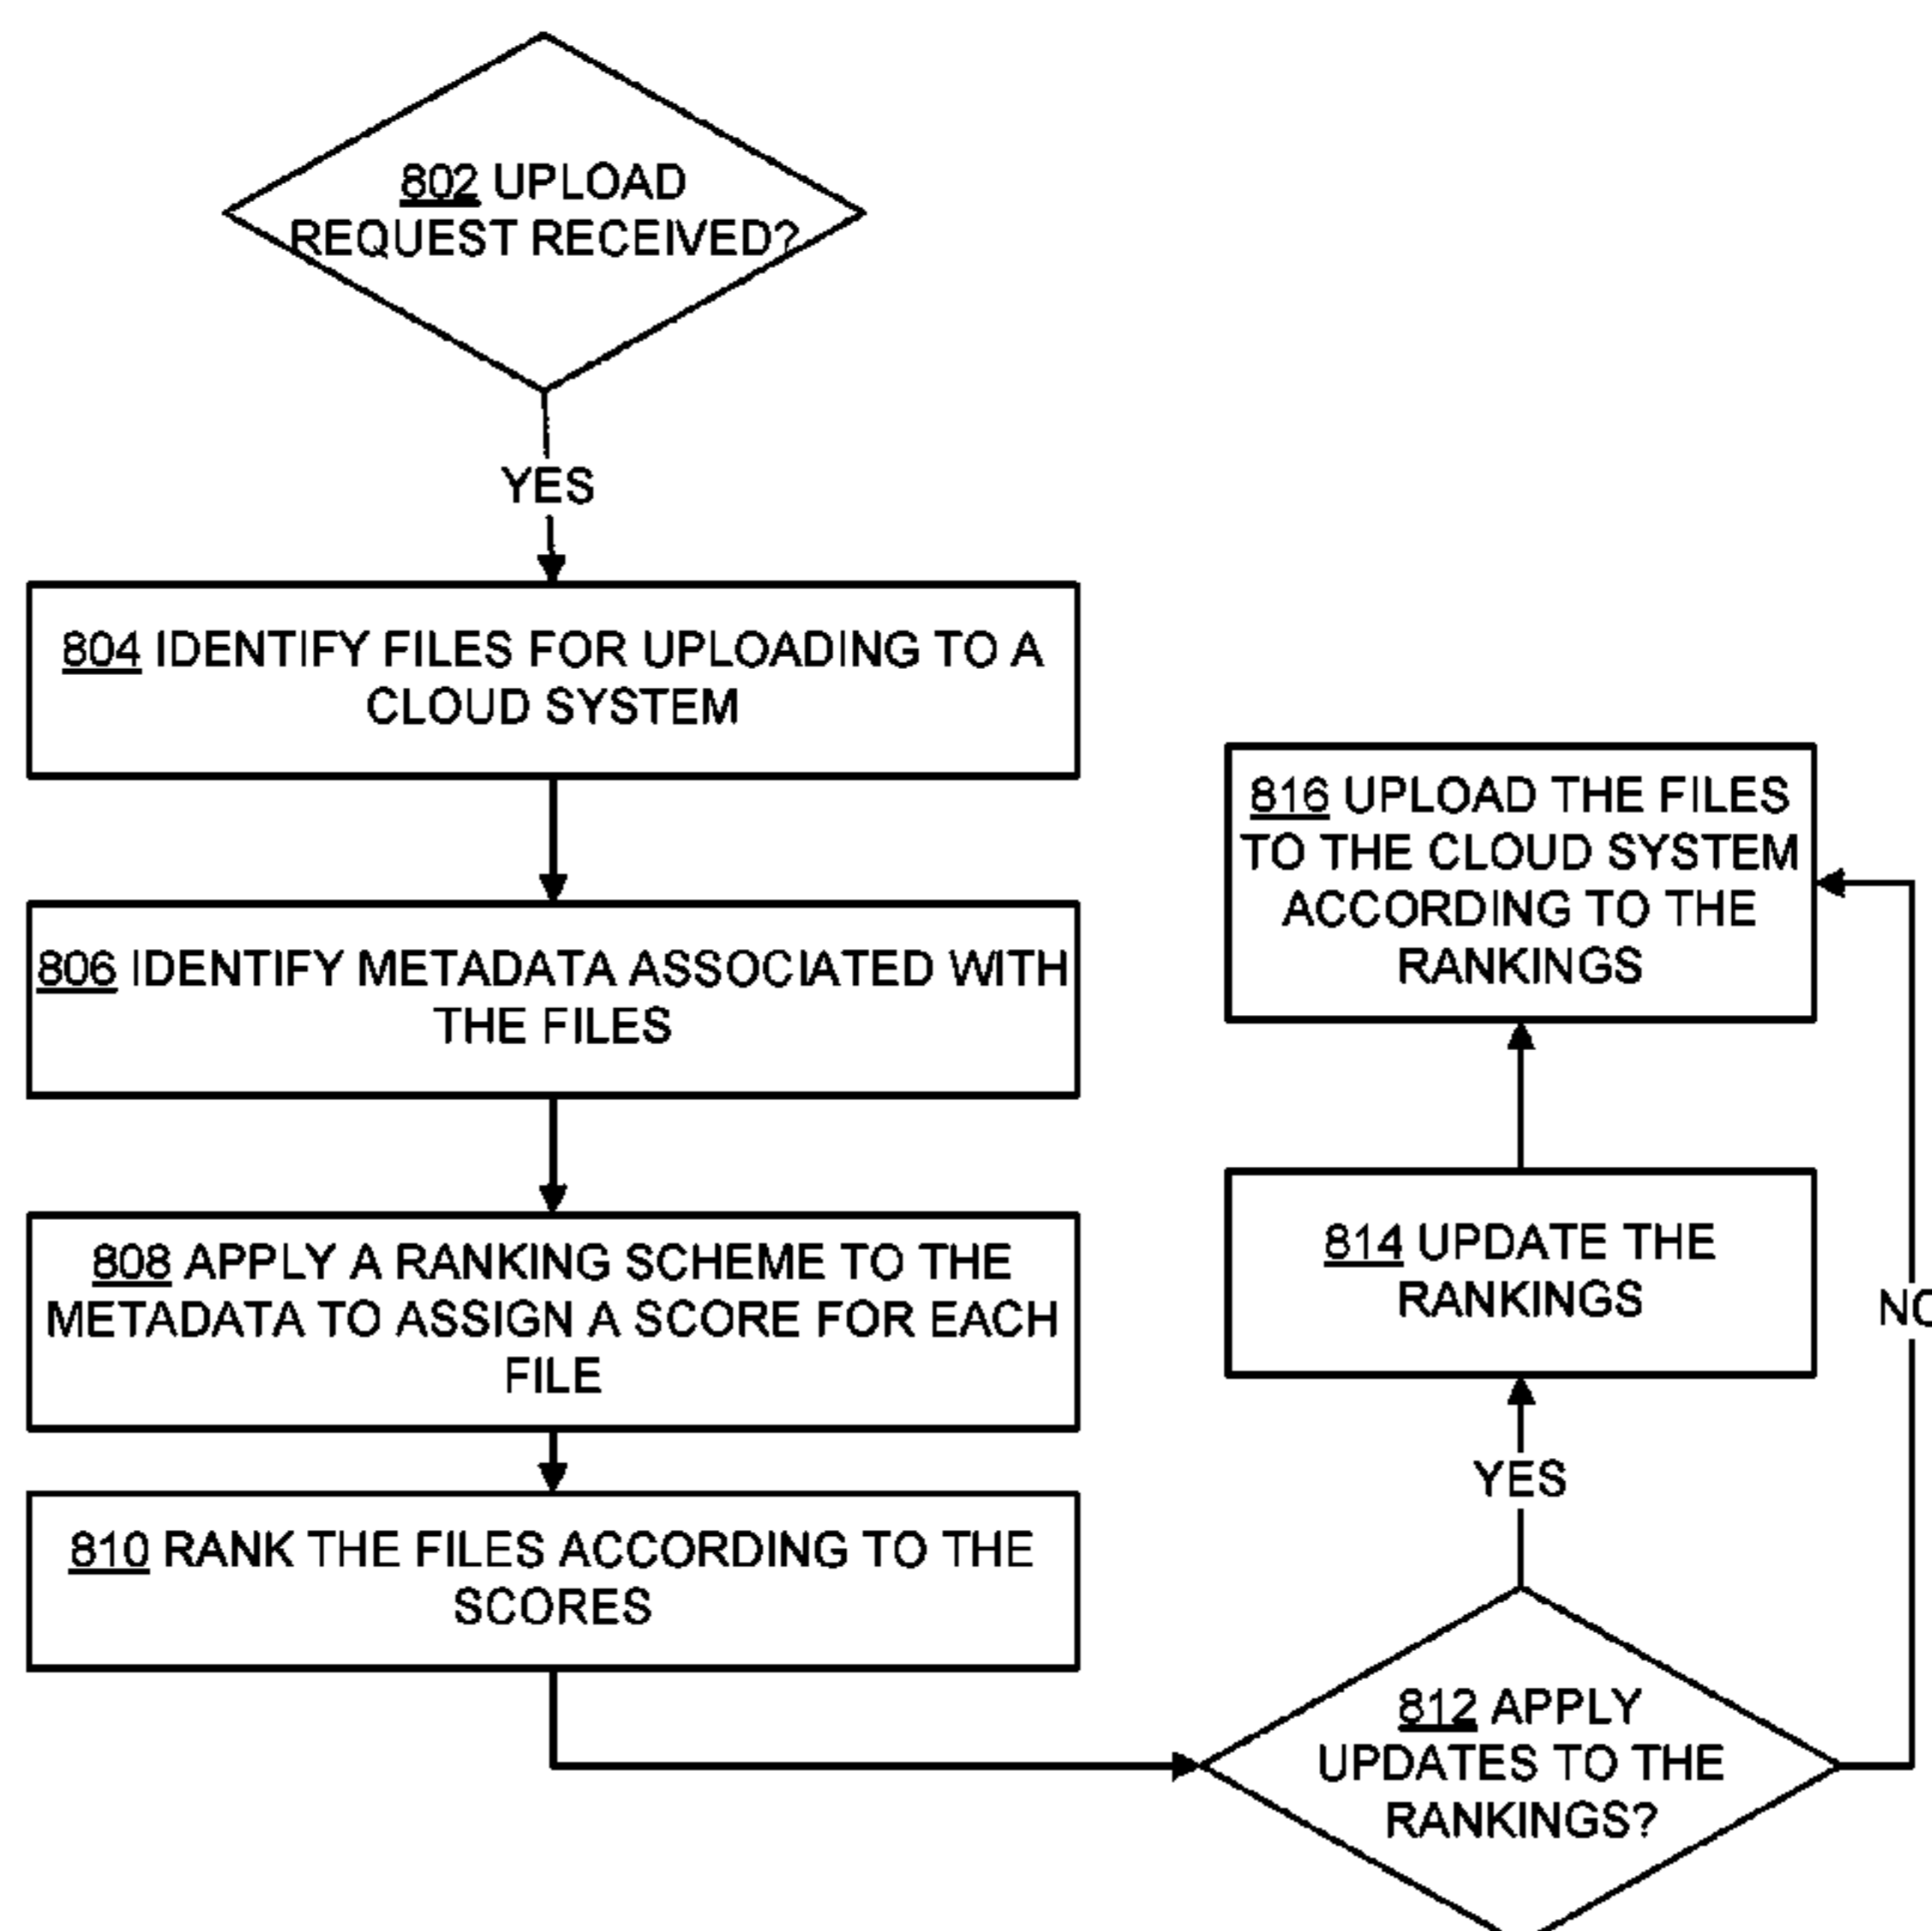 802 UPLOAD
REQUEST RECEIVED?
YES
804 IDENTIFY FILES FOR UPLOADING TO A
CLOUD SYSTEM
806 IDENTIFY METADATA ASSOCIATED WITH
THE FILES
808 APPLY A RANKING SCHEME TO THE
METADATA TO ASSIGN A SCORE FOR EACH
FILE
810 RANK THE FILES ACCORDING TO THE
SCORES
812 APPLY
UPDATES TO THE
RANKINGS?
YES
814 UPDATE THE
RANKINGS
NO
816 UPLOAD THE FILES
TO THE CLOUD SYSTEM
ACCORDING TO THE
RANKINGS